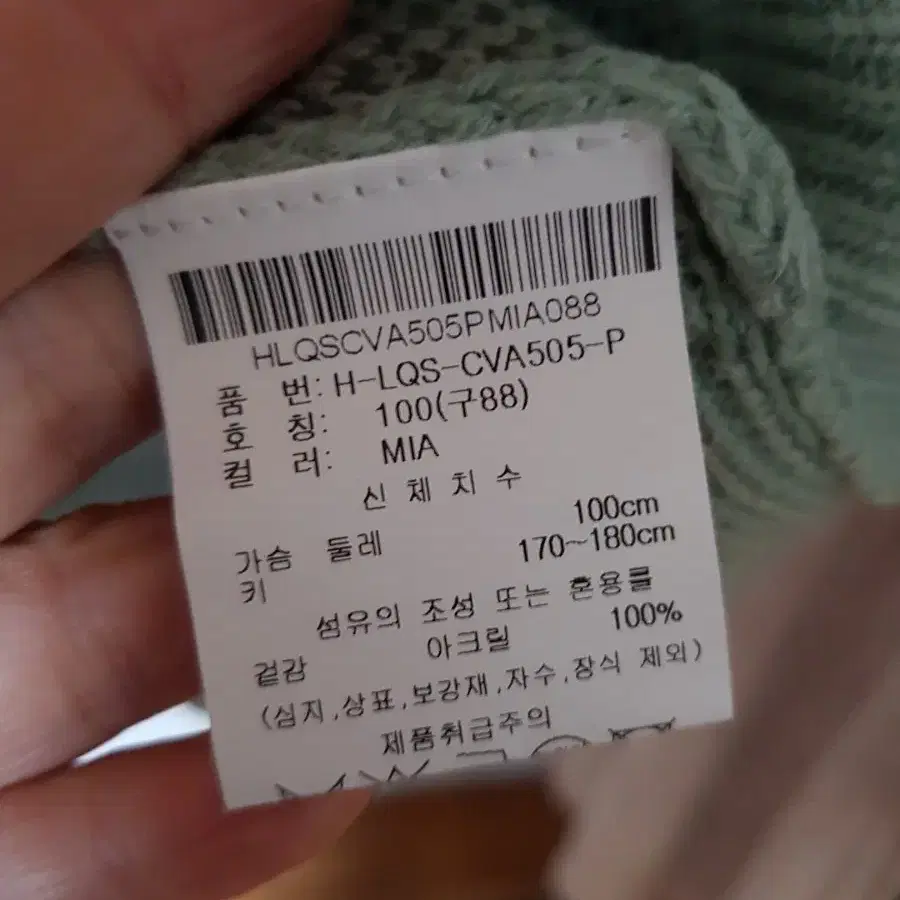 HLQSCVA505PMIA088
품 번: H-LQS-CVA505-P
호 칭: 100(구88)
컬 러: MIA
신 체 치 수
가슴 둘레 100cm
키 170~180cm
섬유의 조성 또는 혼용률
겉감 아크릴 100%
(심지,상표,보강재,자수,장식 제외)
제품취급주의